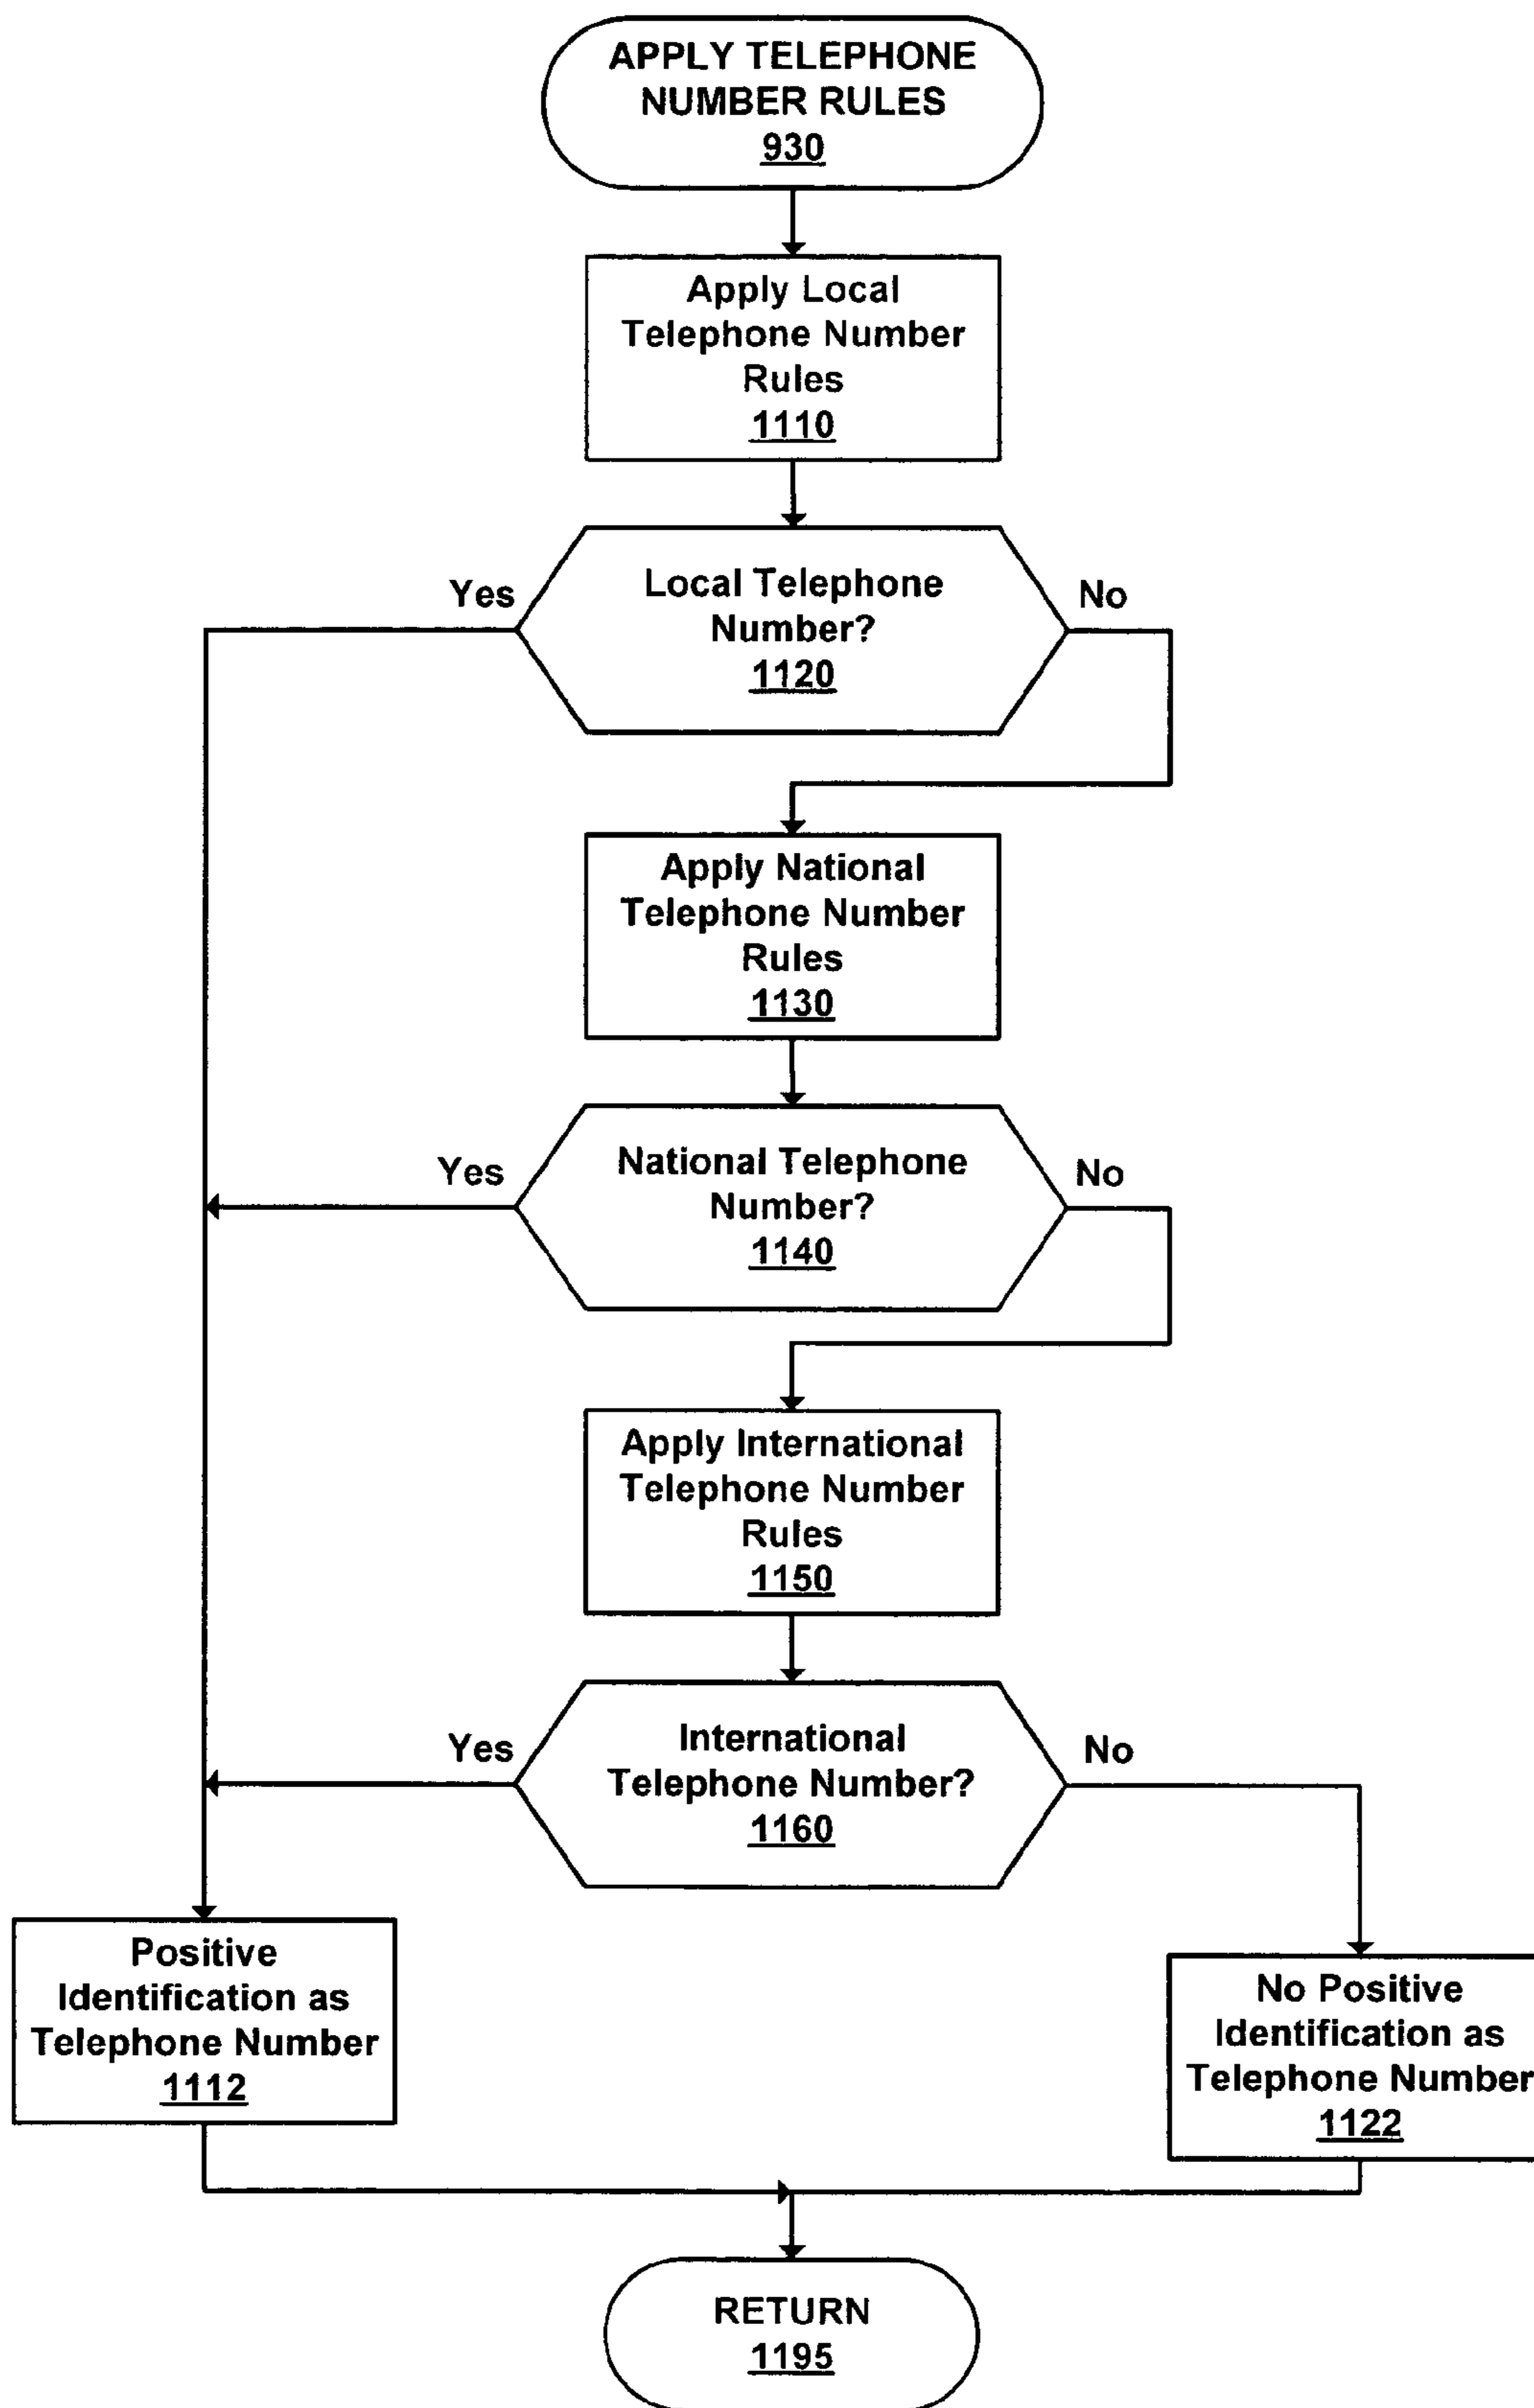 APPLY TELEPHONE
NUMBER RULES
930
Apply Local
Telephone Number
Rules
1110
Yes
Local Telephone
Number?
1120
No
Apply National
Telephone Number
Rules
1130
Yes
National Telephone
Number?
1140
No
Apply International
Telephone Number
Rules
1150
Yes
International
Telephone Number?
1160
No
Positive
Identification as
Telephone Number
1112
No Positive
Identification as
Telephone Number
1122
RETURN
1195